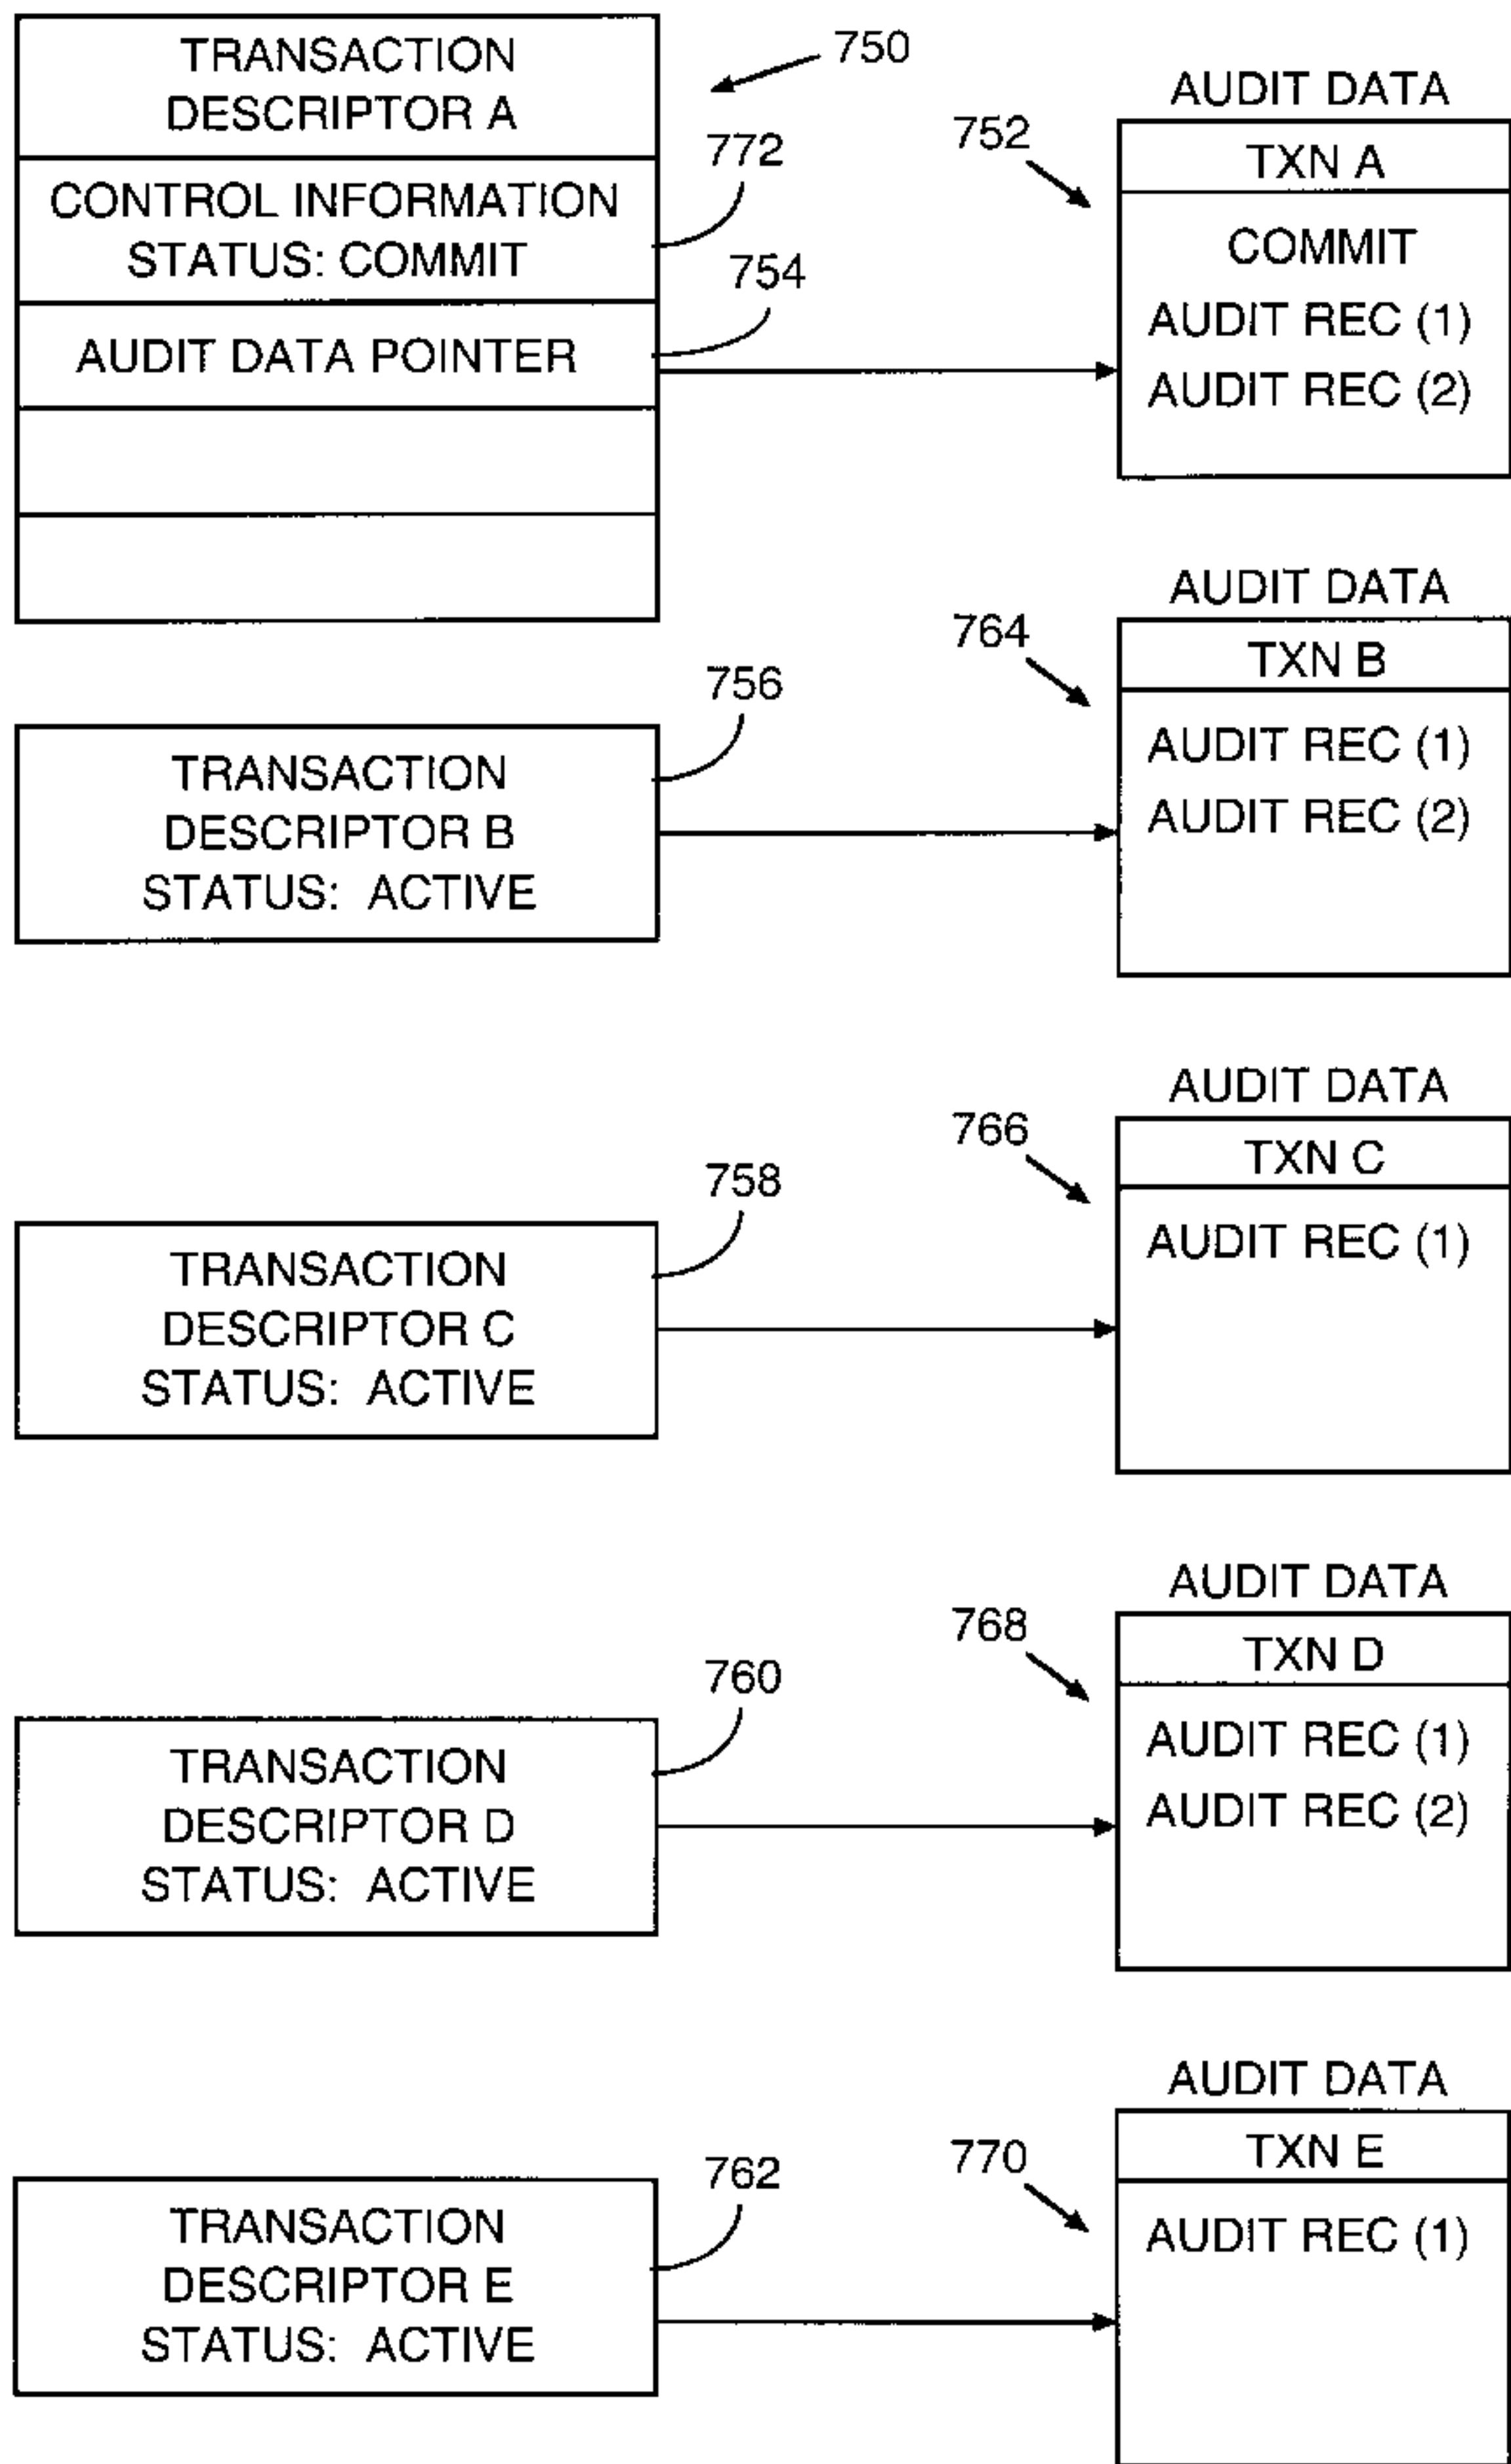 TRANSACTION
DESCRIPTOR A
CONTROL INFORMATION
STATUS: COMMIT
AUDIT DATA POINTER
750
772
754
752
AUDIT DATA
TXN A
COMMIT
AUDIT REC (1)
AUDIT REC (2)
756
TRANSACTION
DESCRIPTOR B
STATUS: ACTIVE
764
AUDIT DATA
TXN B
AUDIT REC (1)
AUDIT REC (2)
758
TRANSACTION
DESCRIPTOR C
STATUS: ACTIVE
766
AUDIT DATA
TXN C
AUDIT REC (1)
760
TRANSACTION
DESCRIPTOR D
STATUS: ACTIVE
768
AUDIT DATA
TXN D
AUDIT REC (1)
AUDIT REC (2)
762
TRANSACTION
DESCRIPTOR E
STATUS: ACTIVE
770
AUDIT DATA
TXN E
AUDIT REC (1)